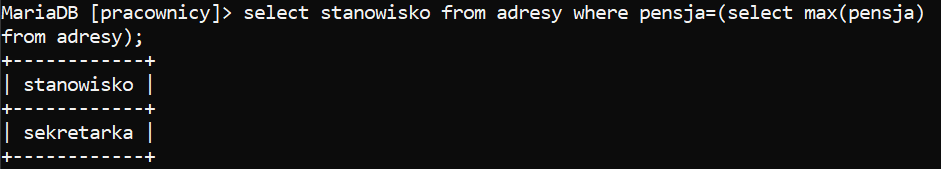 MariaDB [pracownicy]> select stanowisko from adresy where pensja=(select max(pensja)
from adresy);
+------------+
| stanowisko |
+------------+
| sekretarka |
+------------+